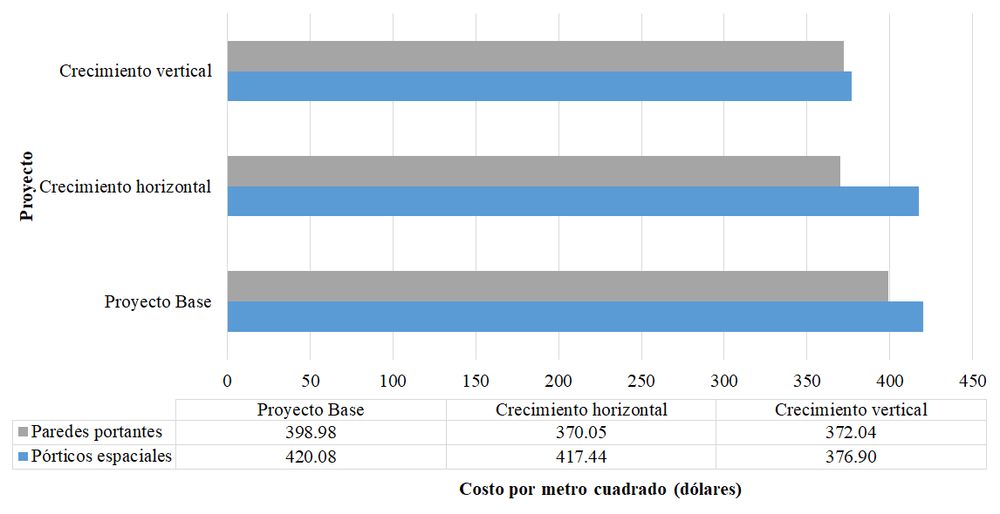 Crecimiento vertical
Crecimiento horizontal
Proyecto Base
Proyecto
0 50 100 150 200 250 300 350 400 450
Proyecto Base Crecimiento horizontal Crecimiento vertical
Paredes portantes 398.98 370.05 372.04
Pórticos espaciales 420.08 417.44 376.90
Costo por metro cuadrado (dólares)